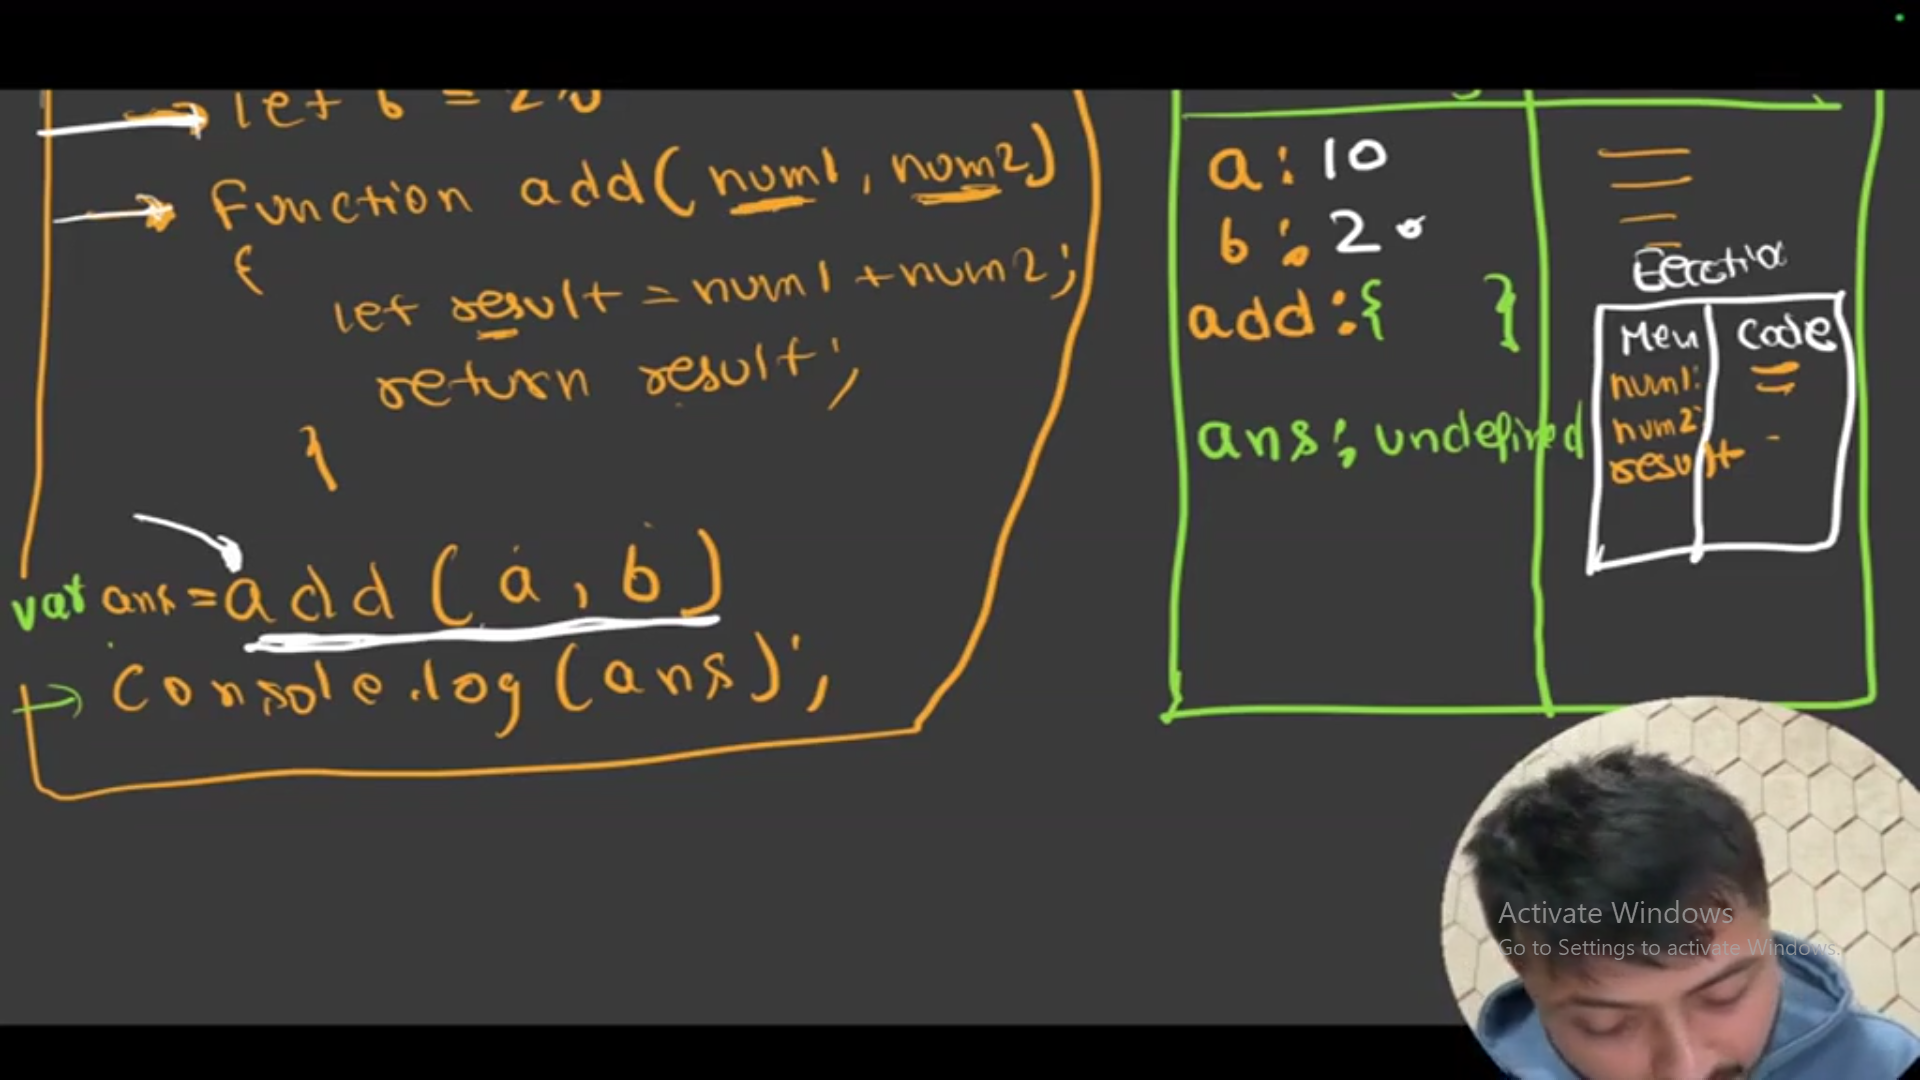 let b = 20
function add(num1, num2)
{
let result = num1 + num2;
return result;
}
var ans = add(a, b)
Console.log(ans);
a: 10
b: 20
add: { }
ans: undefined
Mem Code
num1:
num2:
result
Activate Windows
Go to Settings to activate Windows.